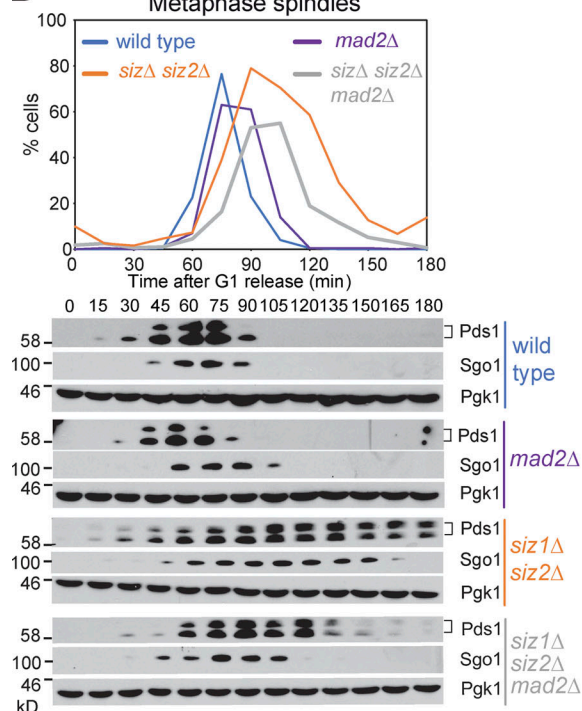 Metaphase spindles
100
80
60
40
20
0
% cells
wild type
mad2Δ
sizΔ siz2Δ
sizΔ siz2Δ
mad2Δ
0 30 60 90 120 150 180
Time after G1 release (min)
0 15 30 45 60 75 90 105 120 135 150 165 180
58
Pds1
100
Sgo1
46
Pgk1
wild
type
58
Pds1
100
Sgo1
46
Pgk1
mad2Δ
58
Pds1
100
Sgo1
46
Pgk1
siz1Δ
siz2Δ
58
Pds1
100
Sgo1
46
Pgk1
kD
siz1Δ
siz2Δ
mad2Δ